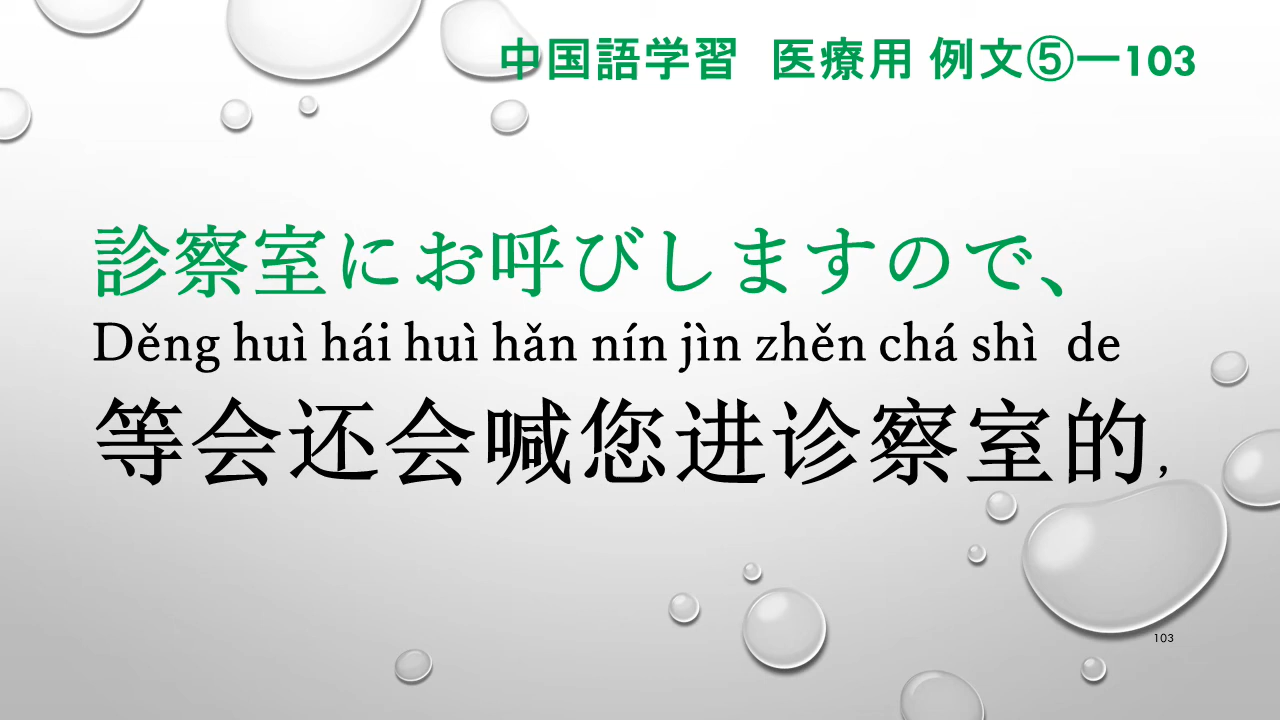 中国語学習 医療用 例文⑤ー103
診察室にお呼びしますので、
Děng huì hái huì hǎn nín jìn zhěn chá shì de
等会还会喊您进诊察室的，
103